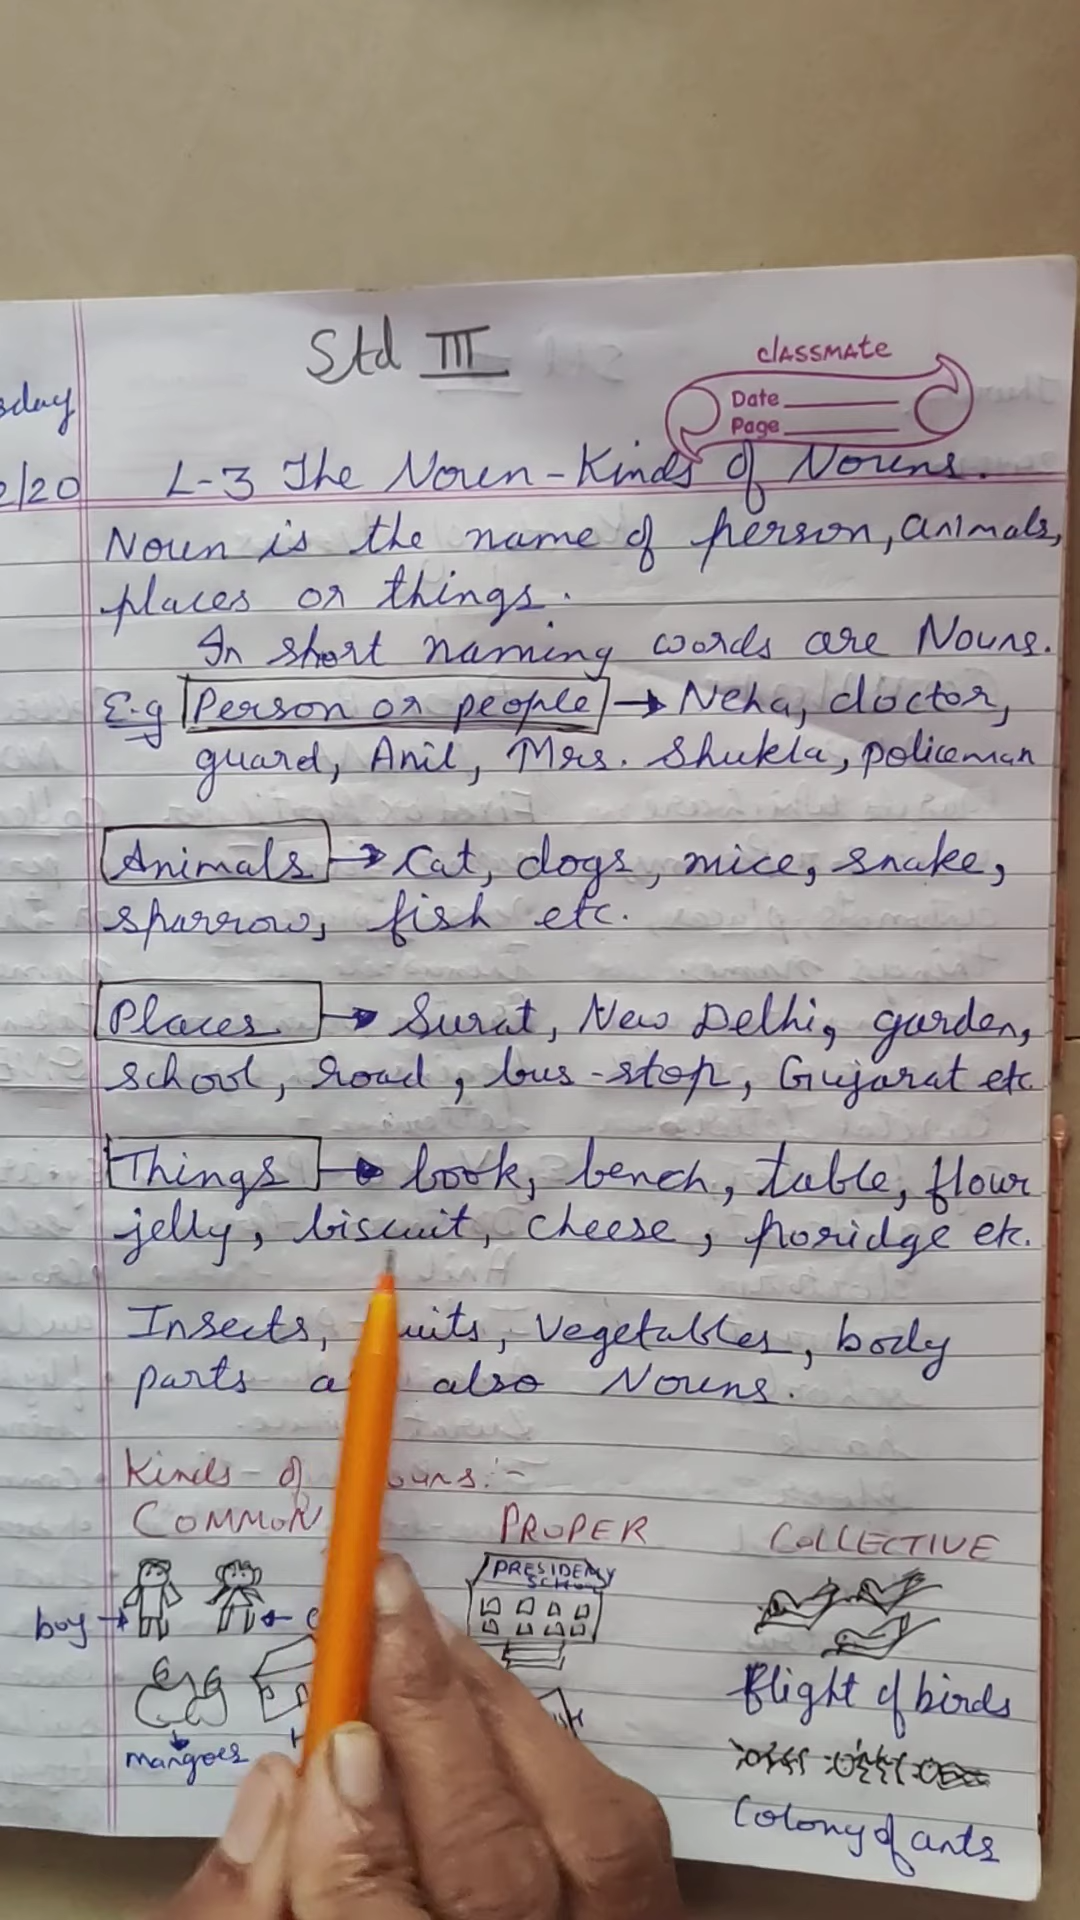 Std III
classmate
Date
Page
sday
2/20
L-3 The Noun-Kinds of Nouns.
Noun is the name of person, animals,
places or things.
In short naming words are Nouns.
E.g Person or people → Neha, doctor,
guard, Anil, Mrs. Shukla, policeman
Animals → Cat, dogs, mice, snake,
sparrow, fish etc.
Places → Surat, New Delhi, garden,
school, road, bus-stop, Gujarat etc
Things → book, bench, table, flour
jelly, biscuit, cheese, poridge etc.
Insects, uits, Vegetables, body
parts a also Nouns.
Kinds of ouns:-
COMMON PROPER COLLECTIVE
PRESIDENCY
SCHOOL
boy →
flight of birds
mangoes
Colony of ants